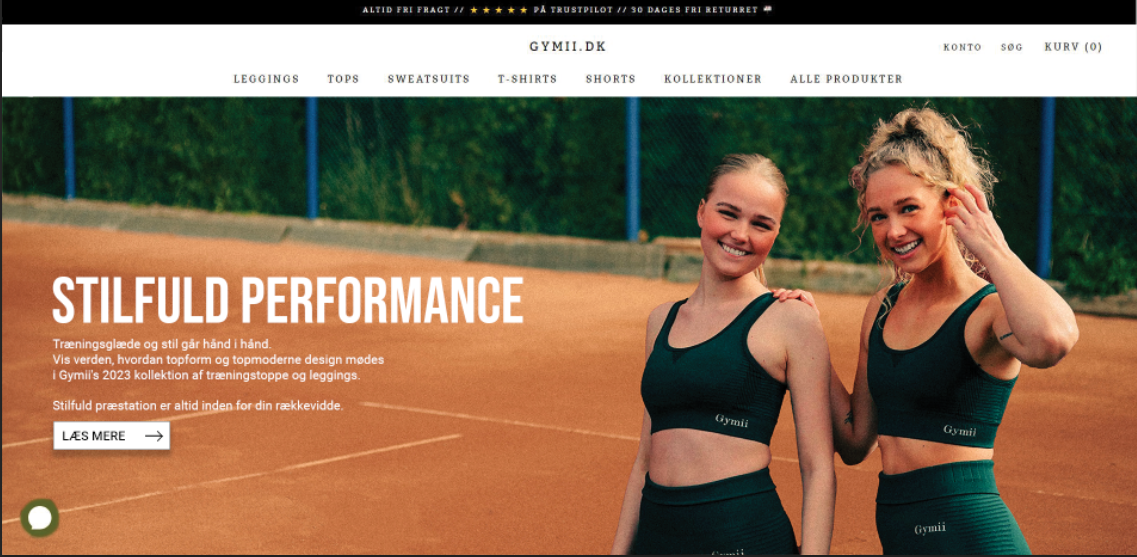 ALTID FRI FRAGT // ★ ★ ★ ★ ★ PÅ TRUSTPILOT // 30 DAGES FRI RETURRET
GYMII.DK
KONTO SØG KURV (0)
LEGGINGS TOPS SWEATSUITS T-SHIRTS SHORTS KOLLEKTIONER ALLE PRODUKTER
STILFULD PERFORMANCE
Træningsglæde og stil går hånd i hånd.
Vis verden, hvordan topform og topmoderne design mødes
i Gymii's 2023 kollektion af træningstoppe og leggings.
Stilfuld præstation er altid inden for din rækkevidde.
LÆS MERE
Gymii
Gymii
Gymii
Gymii